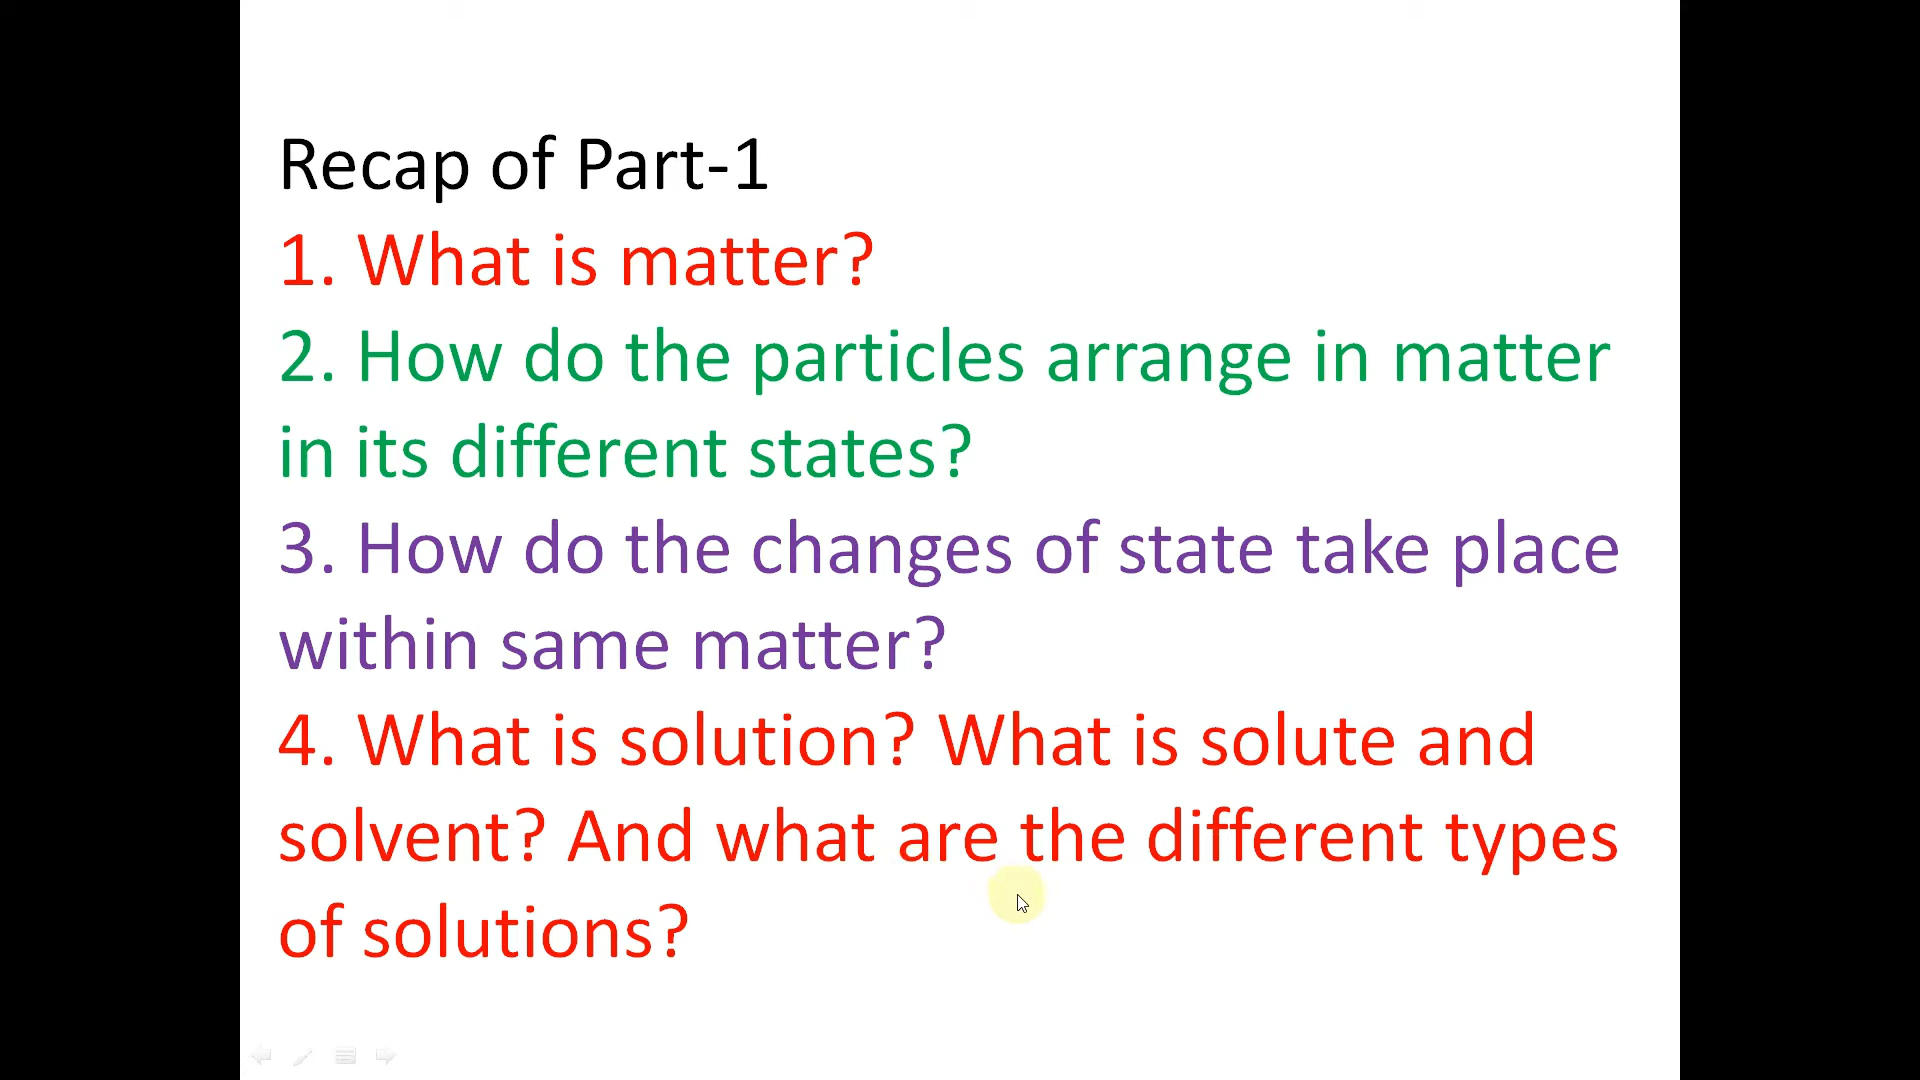 Recap of Part-1
1. What is matter?
2. How do the particles arrange in matter
in its different states?
3. How do the changes of state take place
within same matter?
4. What is solution? What is solute and
solvent? And what are the different types
of solutions?